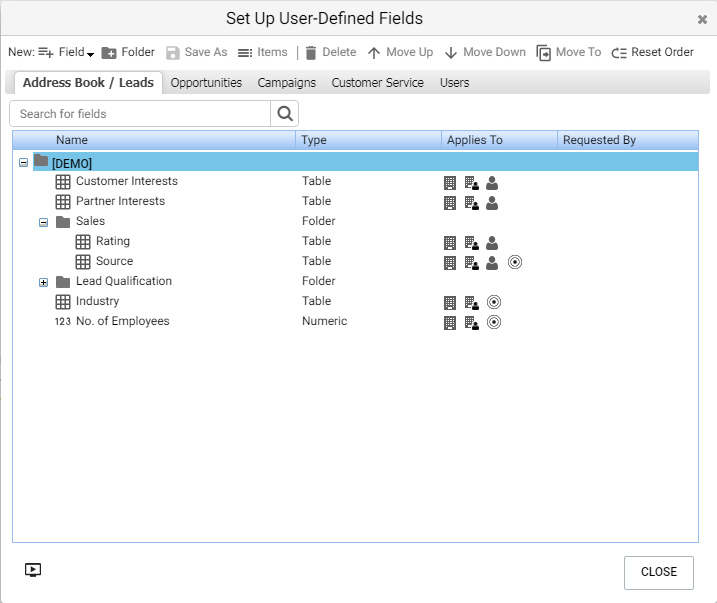 Set Up User-Defined Fields
New: Field Folder Save As Items Delete Move Up Move Down Move To Reset Order
Address Book / Leads Opportunities Campaigns Customer Service Users
Search for fields
Name Type Applies To Requested By
[DEMO]
Customer Interests Table
Partner Interests Table
Sales Folder
Rating Table
Source Table
Lead Qualification Folder
Industry Table
123 No. of Employees Numeric
CLOSE